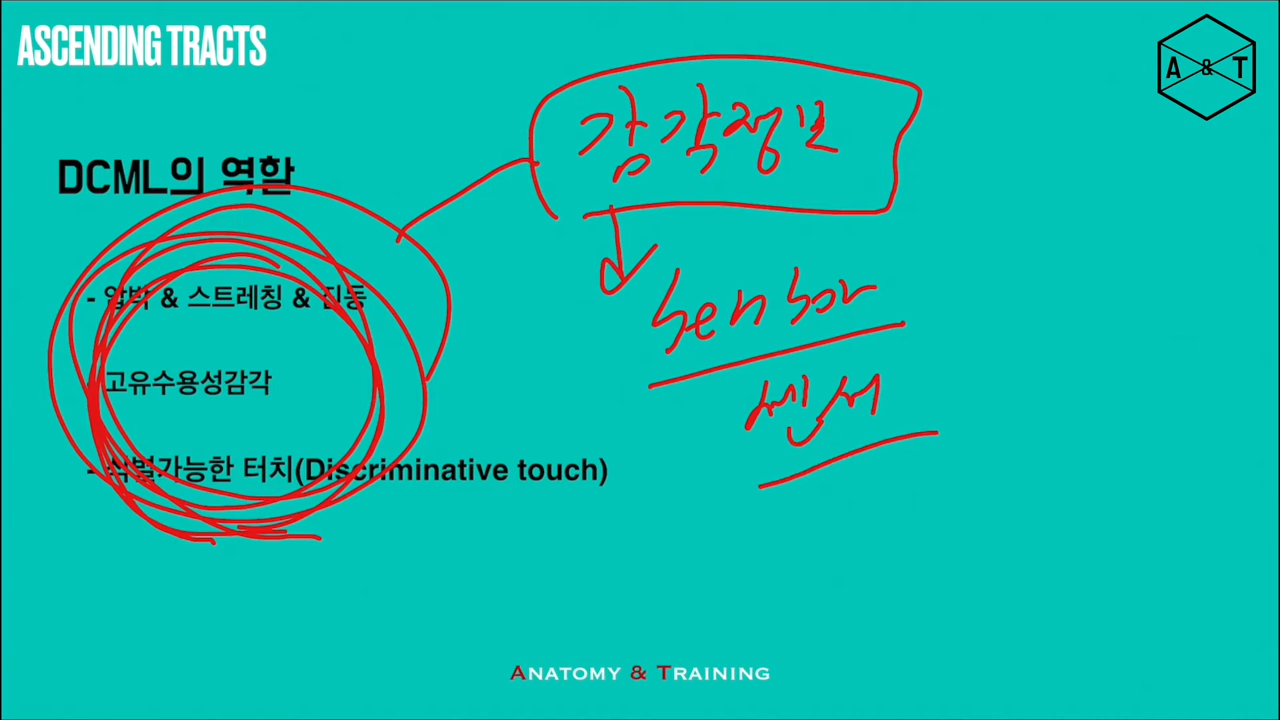 ASCENDING TRACTS
A & T
감각정보
DCML의 역할
sensor
- 압박 & 스트레칭 & 진동
센서
- 고유수용성감각
- 식별가능한 터치(Discriminative touch)
ANATOMY & TRAINING